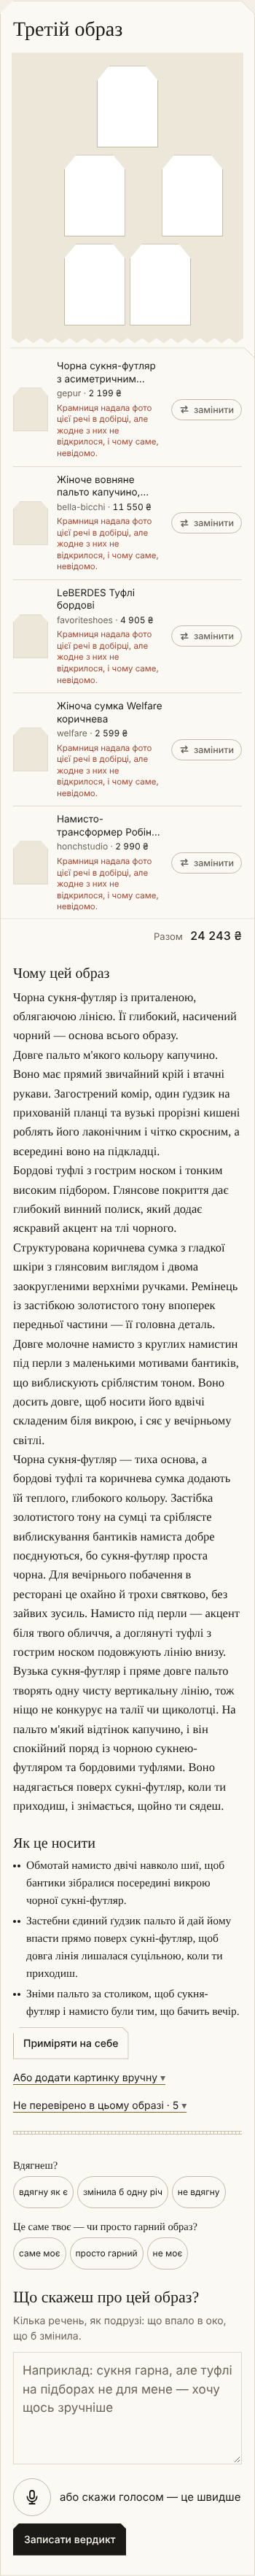 Третій образ
Чорна сукня-футляр
з асиметричним...
gepur · 2 199 ₴
Крамниця надала фото
цієї речі в добірці, але
жодне з них не
відкрилося, і чому саме,
невідомо.
замінити
Жіноче вовняне
пальто капучино,...
bella-bicchi · 11 550 ₴
Крамниця надала фото
цієї речі в добірці, але
жодне з них не
відкрилося, і чому саме,
невідомо.
замінити
LeBERDES Туфлі
бордові
favoriteshoes · 4 905 ₴
Крамниця надала фото
цієї речі в добірці, але
жодне з них не
відкрилося, і чому саме,
невідомо.
замінити
Жіноча сумка Welfare
коричнева
welfare · 2 599 ₴
Крамниця надала фото
цієї речі в добірці, але
жодне з них не
відкрилося, і чому саме,
невідомо.
замінити
Намисто-
трансформер Робін...
honchstudio · 2 990 ₴
Крамниця надала фото
цієї речі в добірці, але
жодне з них не
відкрилося, і чому саме,
невідомо.
замінити
Разом 24 243 ₴
Чому цей образ
Чорна сукня-футляр із приталеною,
облягаючою лінією. Її глибокий, насичений
чорний — основа всього образу.
Довге пальто м'якого кольору капучино.
Воно має прямий звичайний крій і втачні
рукави. Загострений комір, один ґудзик на
прихованій планці та вузькі прорізні кишені
роблять його лаконічним і чітко скроєним, а
всередині воно на підкладці.
Бордові туфлі з гострим носком і тонким
високим підбором. Глянсове покриття дає
глибокий винний полиск, який додає
яскравий акцент на тлі чорного.
Структурована коричнева сумка з гладкої
шкіри з глянсовим виглядом і двома
заокругленими верхніми ручками. Ремінець
із застібкою золотистого тону впоперек
передньої частини — її головна деталь.
Довге молочне намисто з круглих намистин
під перли з маленькими мотивами бантиків,
що виблискують сріблястим тоном. Воно
досить довге, щоб носити його вдвічі
складеним біля викрою, і сяє у вечірньому
світлі.
Чорна сукня-футляр — тиха основа, а
бордові туфлі та коричнева сумка додають
їй теплого, глибокого кольору. Застібка
золотистого тону на сумці та сріблясте
виблискування бантиків намиста добре
поєднуються, бо сукня-футляр проста
чорна. Для вечірнього побачення в
ресторані це охайно й трохи святково, без
зайвих зусиль. Намисто під перли — акцент
біля твого обличчя, а доглянуті туфлі з
гострим носком подовжують лінію внизу.
Вузька сукня-футляр і пряме довге пальто
творять одну чисту вертикальну лінію, тож
ніщо не конкурує на талії чи щиколотці. На
пальто м'який відтінок капучино, і він
спокійний поряд із чорною сукнею-
футляром та бордовими туфлями. Воно
надягається поверх сукні-футляр, коли ти
приходиш, і знімається, щойно ти сядеш.
Як це носити
Обмотай намисто двічі навколо шиї, щоб
бантики зібралися посередині викрою
чорної сукні-футляр.
Застебни єдиний ґудзик пальто й дай йому
впасти прямо поверх сукні-футляр, щоб
довга лінія лишалася суцільною, коли ти
приходиш.
Зніми пальто за столиком, щоб сукня-
футляр і намисто були тим, що бачить вечір.
Приміряти на себе
Або додати картинку вручну ▾
Не перевірено в цьому образі · 5 ▾
Вдягнеш?
вдягну як є
змінила б одну річ
не вдягну
Це саме твоє — чи просто гарний образ?
саме моє
просто гарний
не моє
Що скажеш про цей образ?
Кілька речень, як подрузі: що впало в око,
що б змінила.
Наприклад: сукня гарна, але туфлі
на підборах не для мене — хочу
щось зручніше
або скажи голосом — це швидше
Записати вердикт